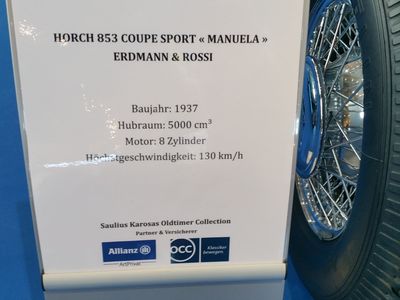 HORCH 853 COUPE SPORT « MANUELA »
ERDMANN & ROSSI
Baujahr: 1937
Hubraum: 5000 cm³
Motor: 8 Zylinder
Höchstgeschwindigkeit: 130 km/h
Saulius Karosas Oldtimer Collection
Partner & Versicherer
Allianz
ArtPrivat
OCC
Klassiker
bewegen